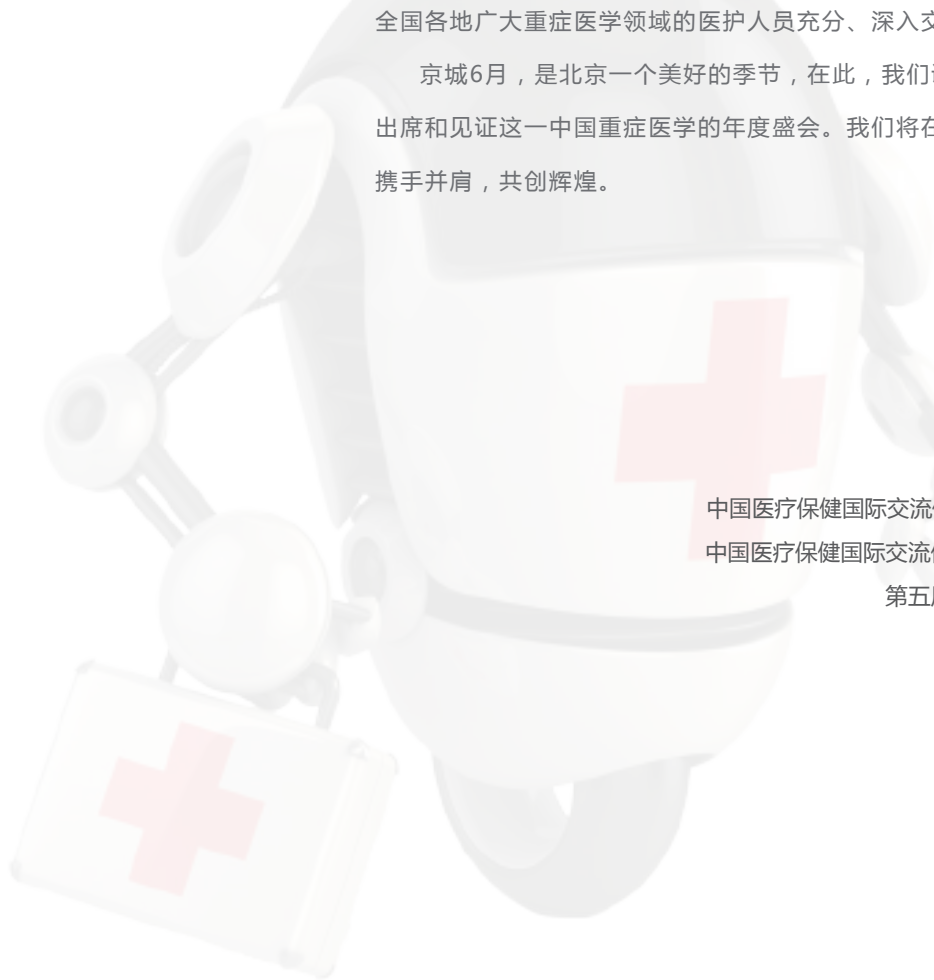 全国各地广大重症医学领域的医护人员充分、深入交
京城6月，是北京一个美好的季节，在此，我们
出席和见证这一中国重症医学的年度盛会。我们将在
携手并肩，共创辉煌。
中国医疗保健国际交流
中国医疗保健国际交流
第五